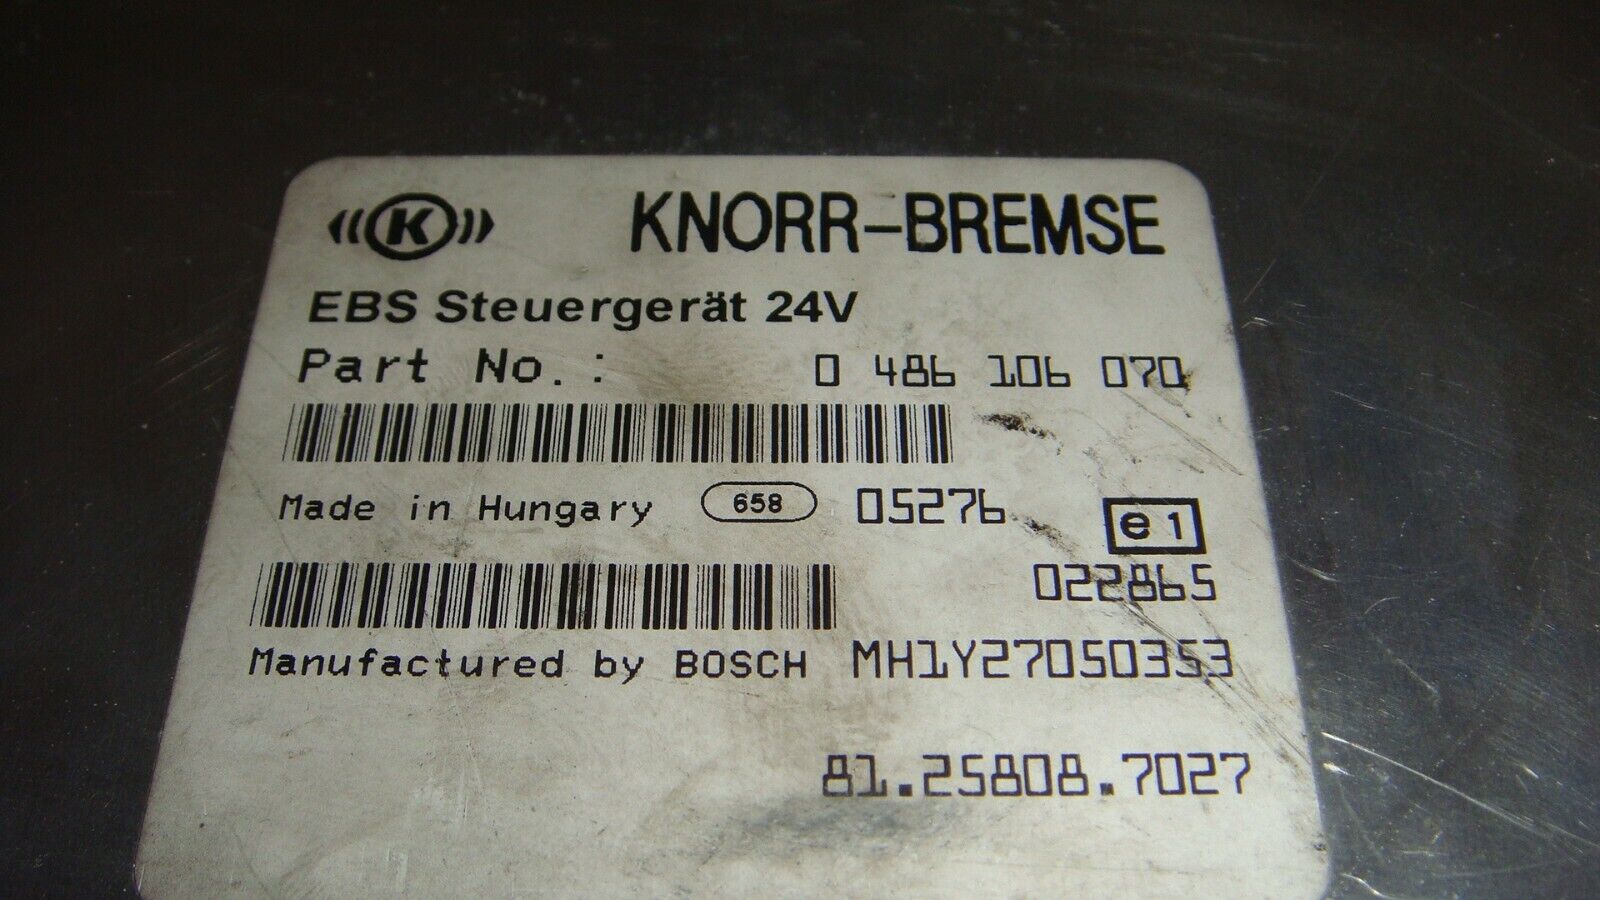 K KNORR-BREMSE
EBS Steuergerät 24V
Part No.: 0 486 106 070
Made in Hungary 658 05276 e1
022865
Manufactured by BOSCH MH1Y27050353
81.25808.7027